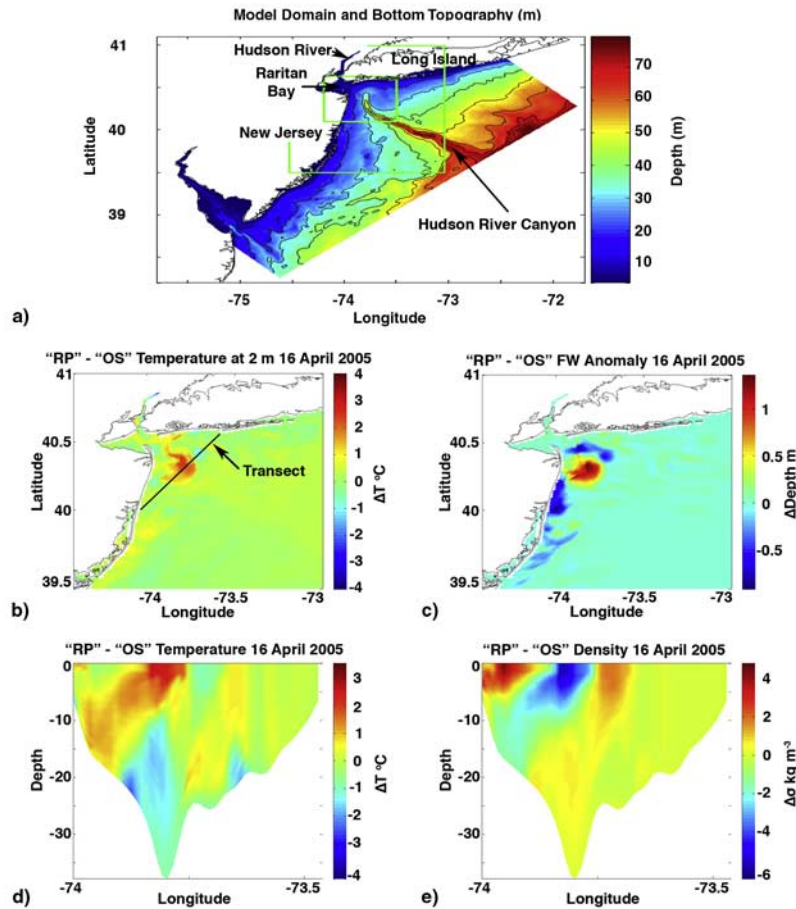 Model Domain and Bottom Topography (m)
41
40
39
Latitude
Hudson River
Raritan
Bay
Long Island
New Jersey
Hudson River Canyon
70
60
50
40
30
20
10
Depth (m)
-75 -74 -73 -72
Longitude
a)
“RP” - “OS” Temperature at 2 m 16 April 2005
41
40.5
40
39.5
Latitude
Transect
4
3
2
1
0
-1
-2
-3
-4
ΔT ºC
-74 -73.5 -73
Longitude
b)
“RP” - “OS” FW Anomaly 16 April 2005
41
40.5
40
39.5
Latitude
1
0.5
0
-0.5
ΔDepth m
-74 -73.5 -73
Longitude
c)
“RP” - “OS” Temperature 16 April 2005
0
-10
-20
-30
Depth
3
2
1
0
-1
-2
-3
-4
ΔT ºC
-74 -73.5
Longitude
d)
“RP” - “OS” Density 16 April 2005
0
-10
-20
-30
Depth
4
2
0
-2
-4
-6
Δσ kg m⁻³
-74 -73.5
Longitude
e)